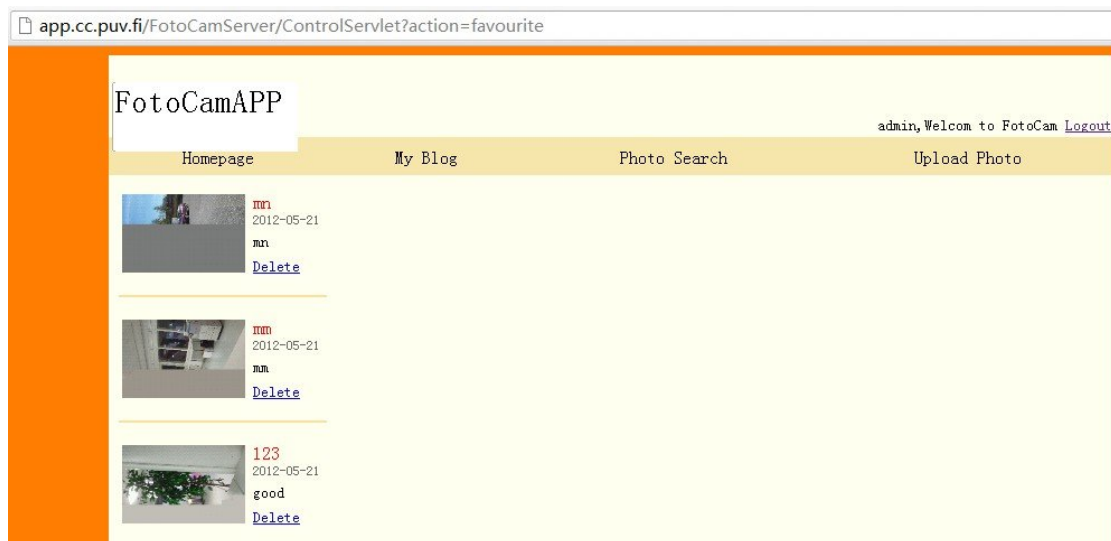 app.cc.puv.fi/FotoCamServer/ControlServlet?action=favourite
FotoCamAPP
admin,Welcom to FotoCam Logout
Homepage My Blog Photo Search Upload Photo
mn
2012-05-21
mn
Delete
mm
2012-05-21
mm
Delete
123
2012-05-21
good
Delete